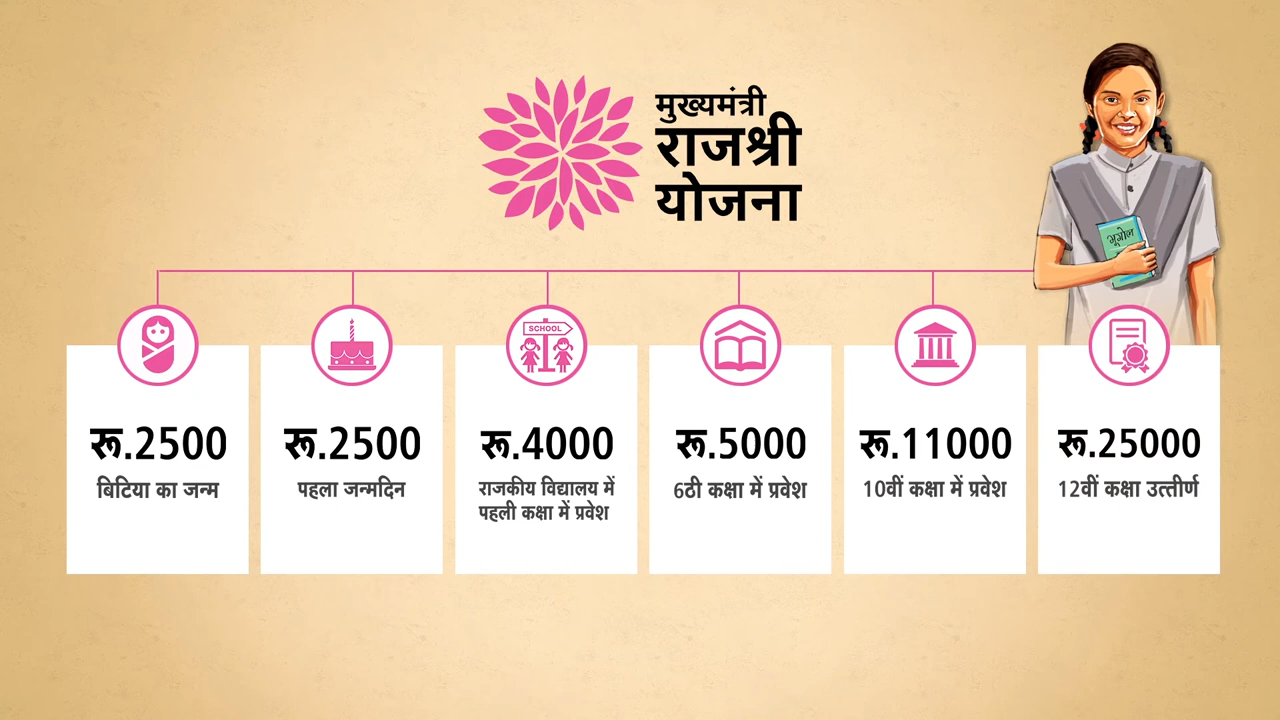 मुख्यमंत्री
राजश्री
योजना
भूगोल
SCHOOL
रू.2500
बिटिया का जन्म
रू.2500
पहला जन्मदिन
रू.4000
राजकीय विद्यालय में
पहली कक्षा में प्रवेश
रू.5000
6ठी कक्षा में प्रवेश
रू.11000
10वीं कक्षा में प्रवेश
रू.25000
12वीं कक्षा उत्तीर्ण